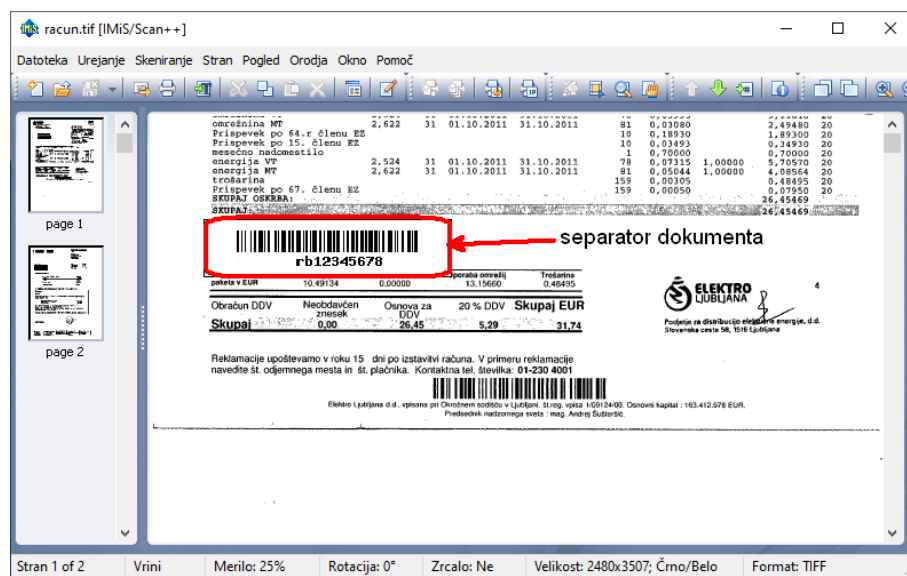 racun.tif [IMiS/Scan++]
Datoteka Urejanje Skeniranje Stran Pogled Orodja Okno Pomoč
omrežnina MT 2,622 31 01.10.2011 31.10.2011 81 0,03080 2,49480 20
Prispevek po 64.r členu EZ 10 0,18930 1,89300 20
Prispevek po 15. členu EZ 10 0,03493 0,34930 20
mesečno nadomestilo 1 0,70000 0,70000 20
energija VT 2,524 31 01.10.2011 31.10.2011 78 0,07315 1,00000 5,70570 20
energija MT 2,622 31 01.10.2011 31.10.2011 81 0,05044 1,00000 4,08564 20
trošarina 159 0,00305 0,48495 20
Prispevek po 67. členu EZ 159 0,00050 0,07950 20
SKUPAJ OSKRBA: 26,45469
SKUPAJ: 26,45469
separator dokumenta
rb12345678
paketa v EUR 10.49134 0.00000 13,15660 0,48495
omrežij Trošarina
Obračun DDV Neobdavčen znesek Osnova za DDV 20 % DDV Skupaj EUR
Skupaj 0,00 26,45 5,29 31,74
ELEKTRO
LJUBLJANA
4
Podjetje za distribucijo električne energije, d.d.
Slovenska cesta 58, 1516 Ljubljana
Reklamacije upoštevamo v roku 15 dni po izstavitvi računa. V primeru reklamacije
navedite št. odjemnega mesta in št. plačnika. Kontaktna tel. številka: 01-230 4001
Elektro Ljubljana d.d., vpisana pri Okrožnem sodišču v Ljubljani, št.reg. vpisa 1/09124/00. Osnovni kapital : 163.412.978 EUR.
Predsednik nadzornega sveta : mag. Andrej Šušteršič.
page 1
page 2
Stran 1 of 2 Vrini Merilo: 25% Rotacija: 0° Zrcalo: Ne Velikost: 2480x3507; Črno/Belo Format: TIFF